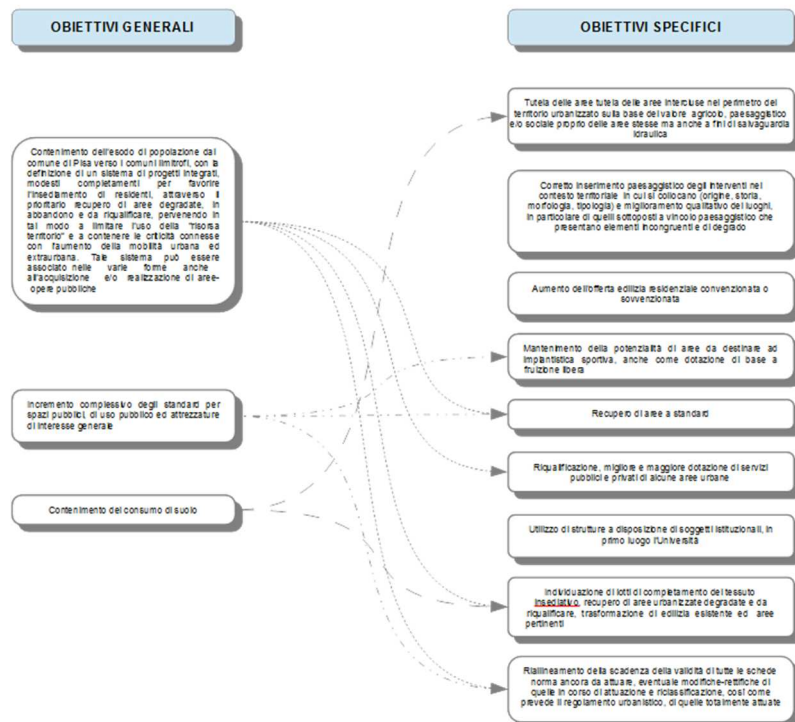 OBIETTIVI GENERALI
Contenimento dell'esodo di popolazione dal
comune di Pisa verso i comuni limitrofi, con la
definizione di un sistema di progetti integrati,
modesti completamenti per favorire
l'insediamento di residenti, attraverso il
prioritario recupero di aree degradate, in
abbandono e da riqualificare, pervenendo in
tal modo a limitare l'uso della "risorsa
territorio" e a contenere le criticità connesse
con l'aumento della mobilità urbana ed
extraurbana. Tale sistema può essere
associato nelle varie forme anche
all'acquisizione e/o realizzazione di aree-
opere pubbliche
Incremento complessivo degli standard per
spazi pubblici, di uso pubblico ed attrezzature
di interesse generale
Contenimento del consumo di suolo
OBIETTIVI SPECIFICI
Tutela delle aree tutela delle aree intercluse nel perimetro del
territorio urbanizzato sulla base del valore agricolo, paesaggistico
e/o sociale proprio delle aree stesse ma anche a fini di salvaguardia
idraulica
Corretto inserimento paesaggistico degli interventi nel
contesto territoriale in cui si collocano (origine, storia,
morfologia, tipologia) e miglioramento qualitativo dei luoghi,
in particolare di quelli sottoposti a vincolo paesaggistico che
presentano elementi incongruenti e di degrado
Aumento dell'offerta edilizia residenziale convenzionata o
sovvenzionata
Mantenimento della potenzialità di aree da destinare ad
impiantistica sportiva, anche come dotazione di base a
fruizione libera
Recupero di aree a standard
Riqualificazione, migliore e maggiore dotazione di servizi
pubblici e privati di alcune aree urbane
Utilizzo di strutture a disposizione di soggetti istituzionali, in
primo luogo l'Università
Individuazione di lotti di completamento del tessuto
insediativo, recupero di aree urbanizzate degradate e da
riqualificare, trasformazione di edilizia esistente ed aree
pertinenti
Riallineamento della scadenza della validità di tutte le schede
norma ancora da attuare, eventuale modifiche-rettifiche di
quelle in corso di attuazione e riclassificazione, così come
prevede il regolamento urbanistico, di quelle totalmente attuate